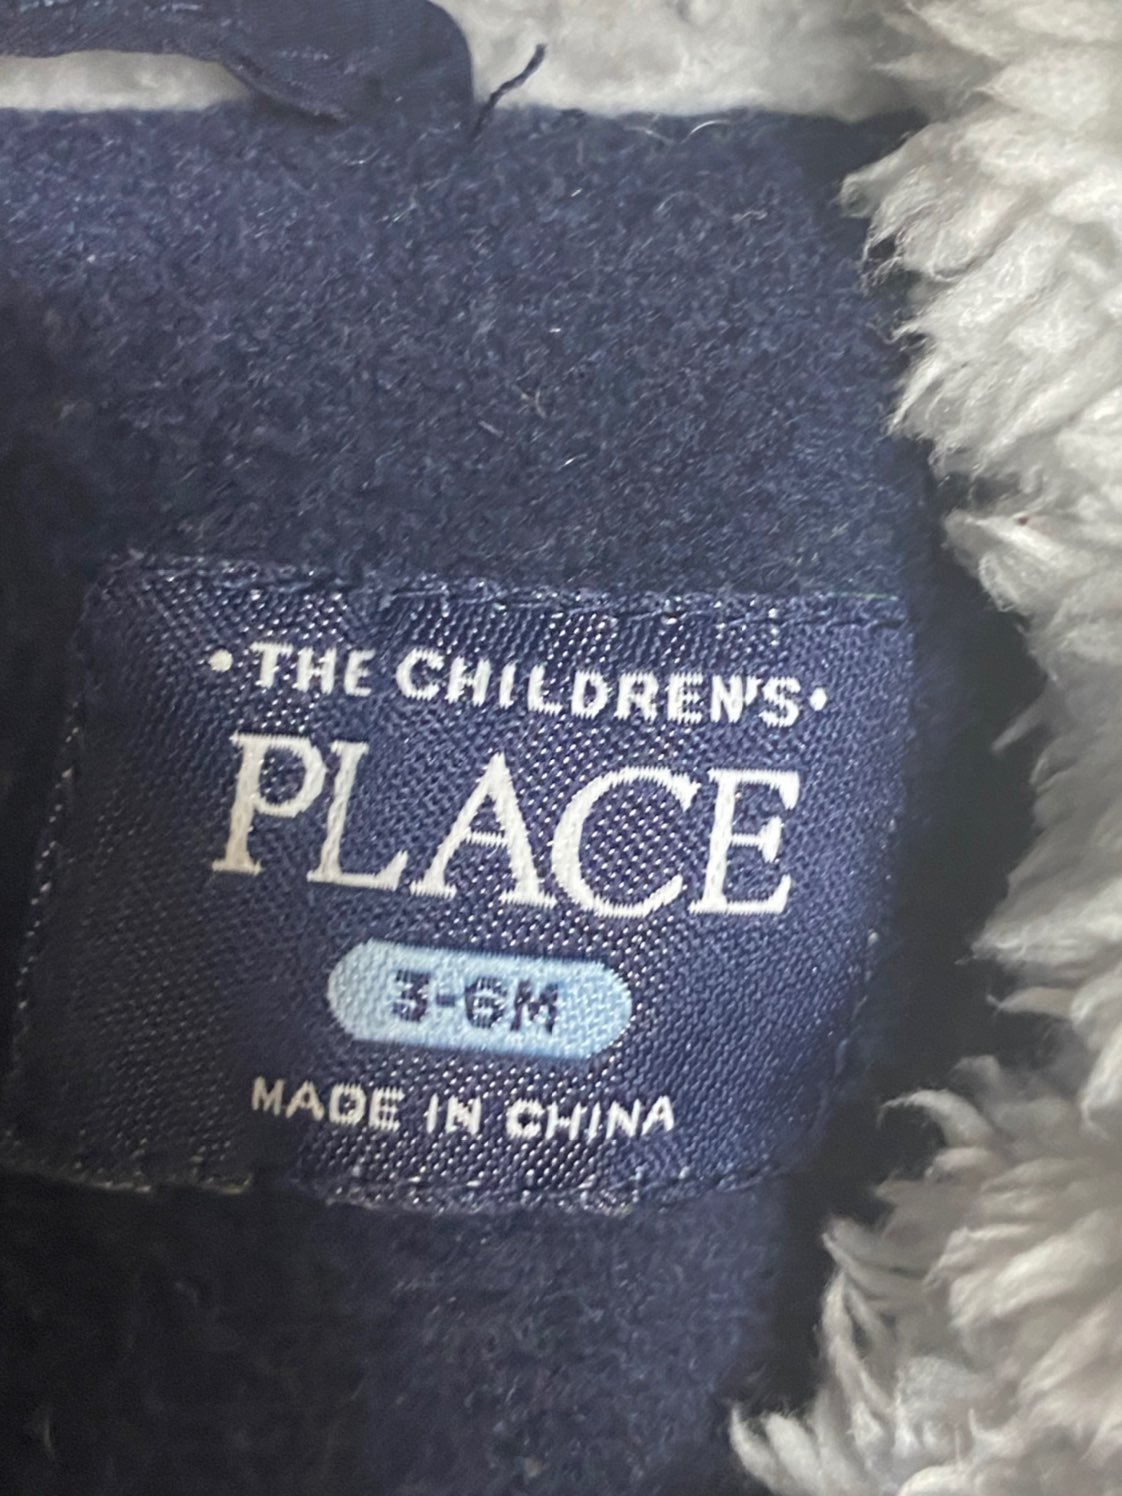 • THE CHILDREN'S •
PLACE
3-6M
MADE IN CHINA